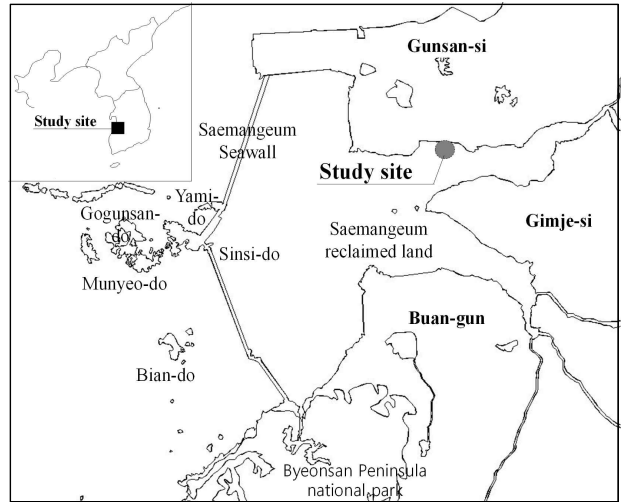 Study site
Gunsan-si
Saemangeum
Seawall
Study site
Yami-
do
Gogunsan-
do
Munyeo-do
Sinsi-do
Saemangeum
reclaimed land
Gimje-si
Buan-gun
Bian-do
Byeonsan Peninsula
national park